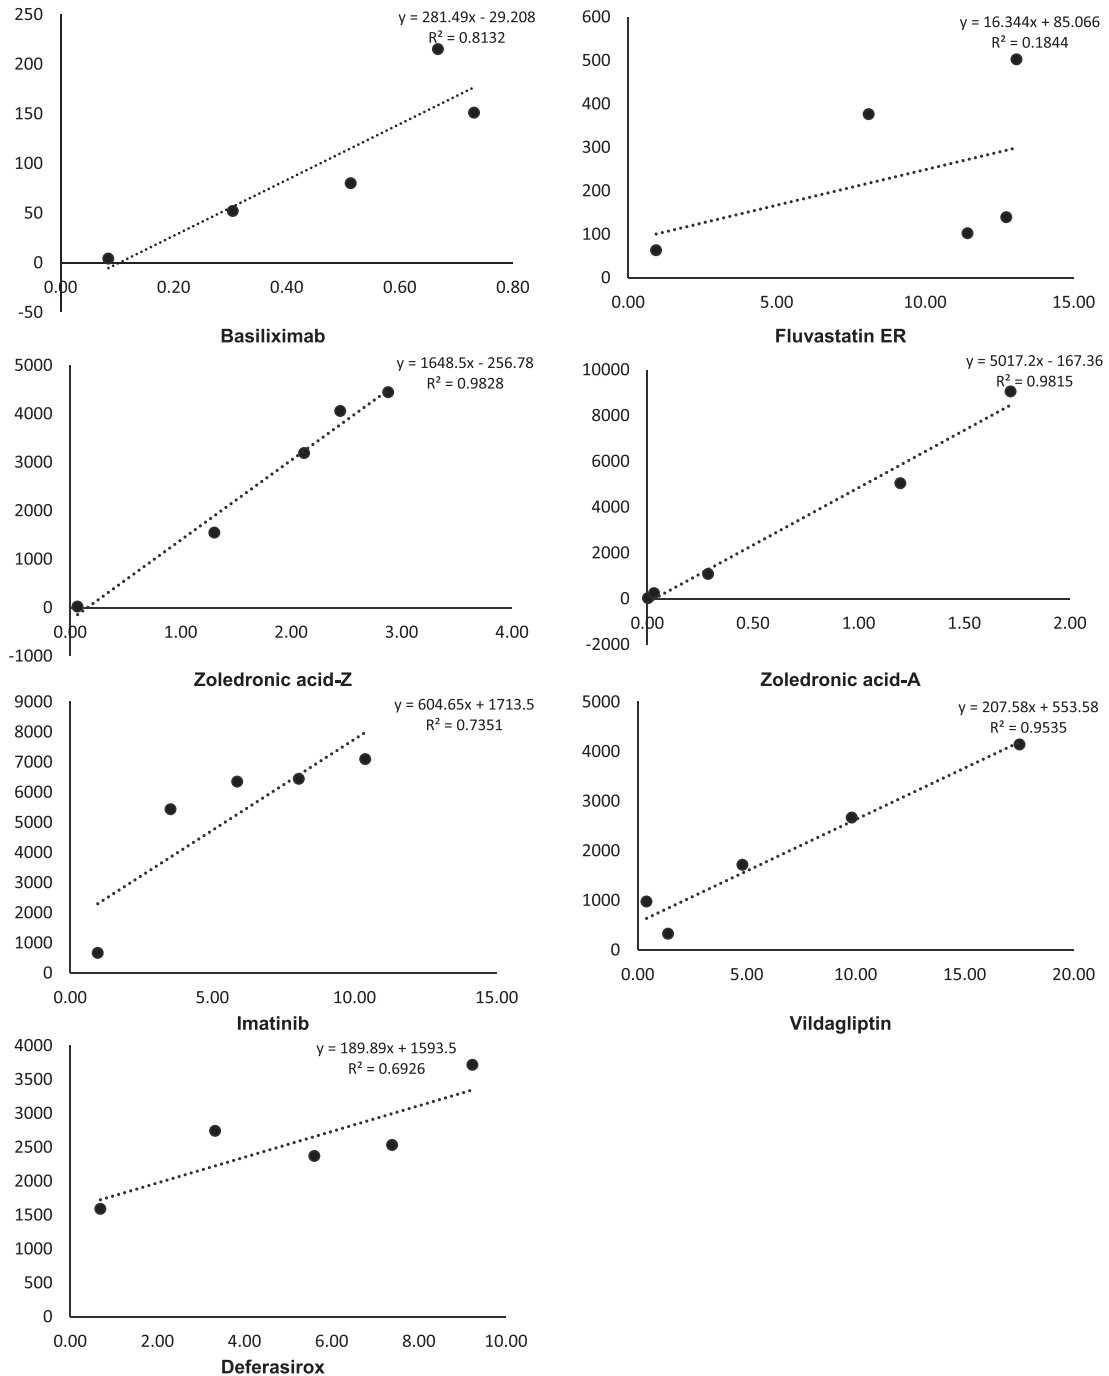 250
200
150
100
50
0
-50
0.00 0.20 0.40 0.60 0.80
y = 281.49x - 29.208
R² = 0.8132
Basiliximab
600
500
400
300
200
100
0
0.00 5.00 10.00 15.00
y = 16.344x + 85.066
R² = 0.1844
Fluvastatin ER
5000
4000
3000
2000
1000
0
-1000
0.00 1.00 2.00 3.00 4.00
y = 1648.5x - 256.78
R² = 0.9828
Zoledronic acid-Z
10000
8000
6000
4000
2000
0
-2000
0.00 0.50 1.00 1.50 2.00
y = 5017.2x - 167.36
R² = 0.9815
Zoledronic acid-A
9000
8000
7000
6000
5000
4000
3000
2000
1000
0
0.00 5.00 10.00 15.00
y = 604.65x + 1713.5
R² = 0.7351
Imatinib
5000
4000
3000
2000
1000
0
0.00 5.00 10.00 15.00 20.00
y = 207.58x + 553.58
R² = 0.9535
Vildagliptin
4000
3500
3000
2500
2000
1500
1000
500
0
0.00 2.00 4.00 6.00 8.00 10.00
y = 189.89x + 1593.5
R² = 0.6926
Deferasirox